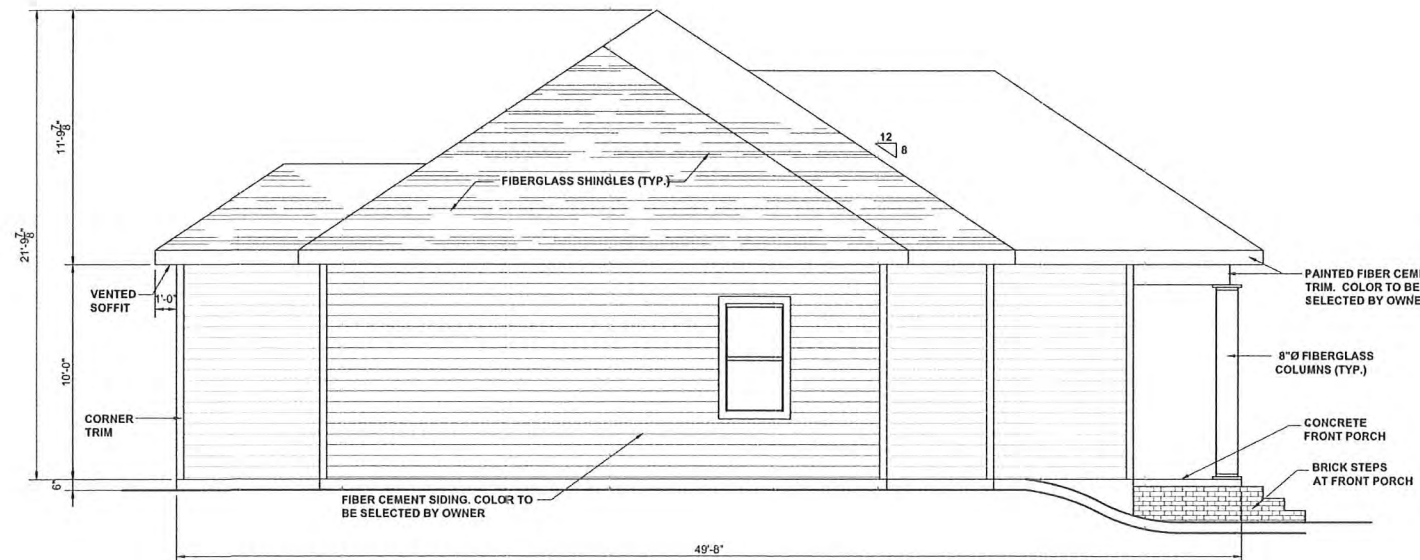 11'-9 7/8"
21'-9 7/8"
12
8
FIBERGLASS SHINGLES (TYP.)
VENTED
SOFFIT
1'-0"
PAINTED FIBER CEM
TRIM. COLOR TO BE
SELECTED BY OWNE
10'-0"
8"Ø FIBERGLASS
COLUMNS (TYP.)
CORNER
TRIM
CONCRETE
FRONT PORCH
BRICK STEPS
AT FRONT PORCH
6"
FIBER CEMENT SIDING. COLOR TO
BE SELECTED BY OWNER
49'-8"